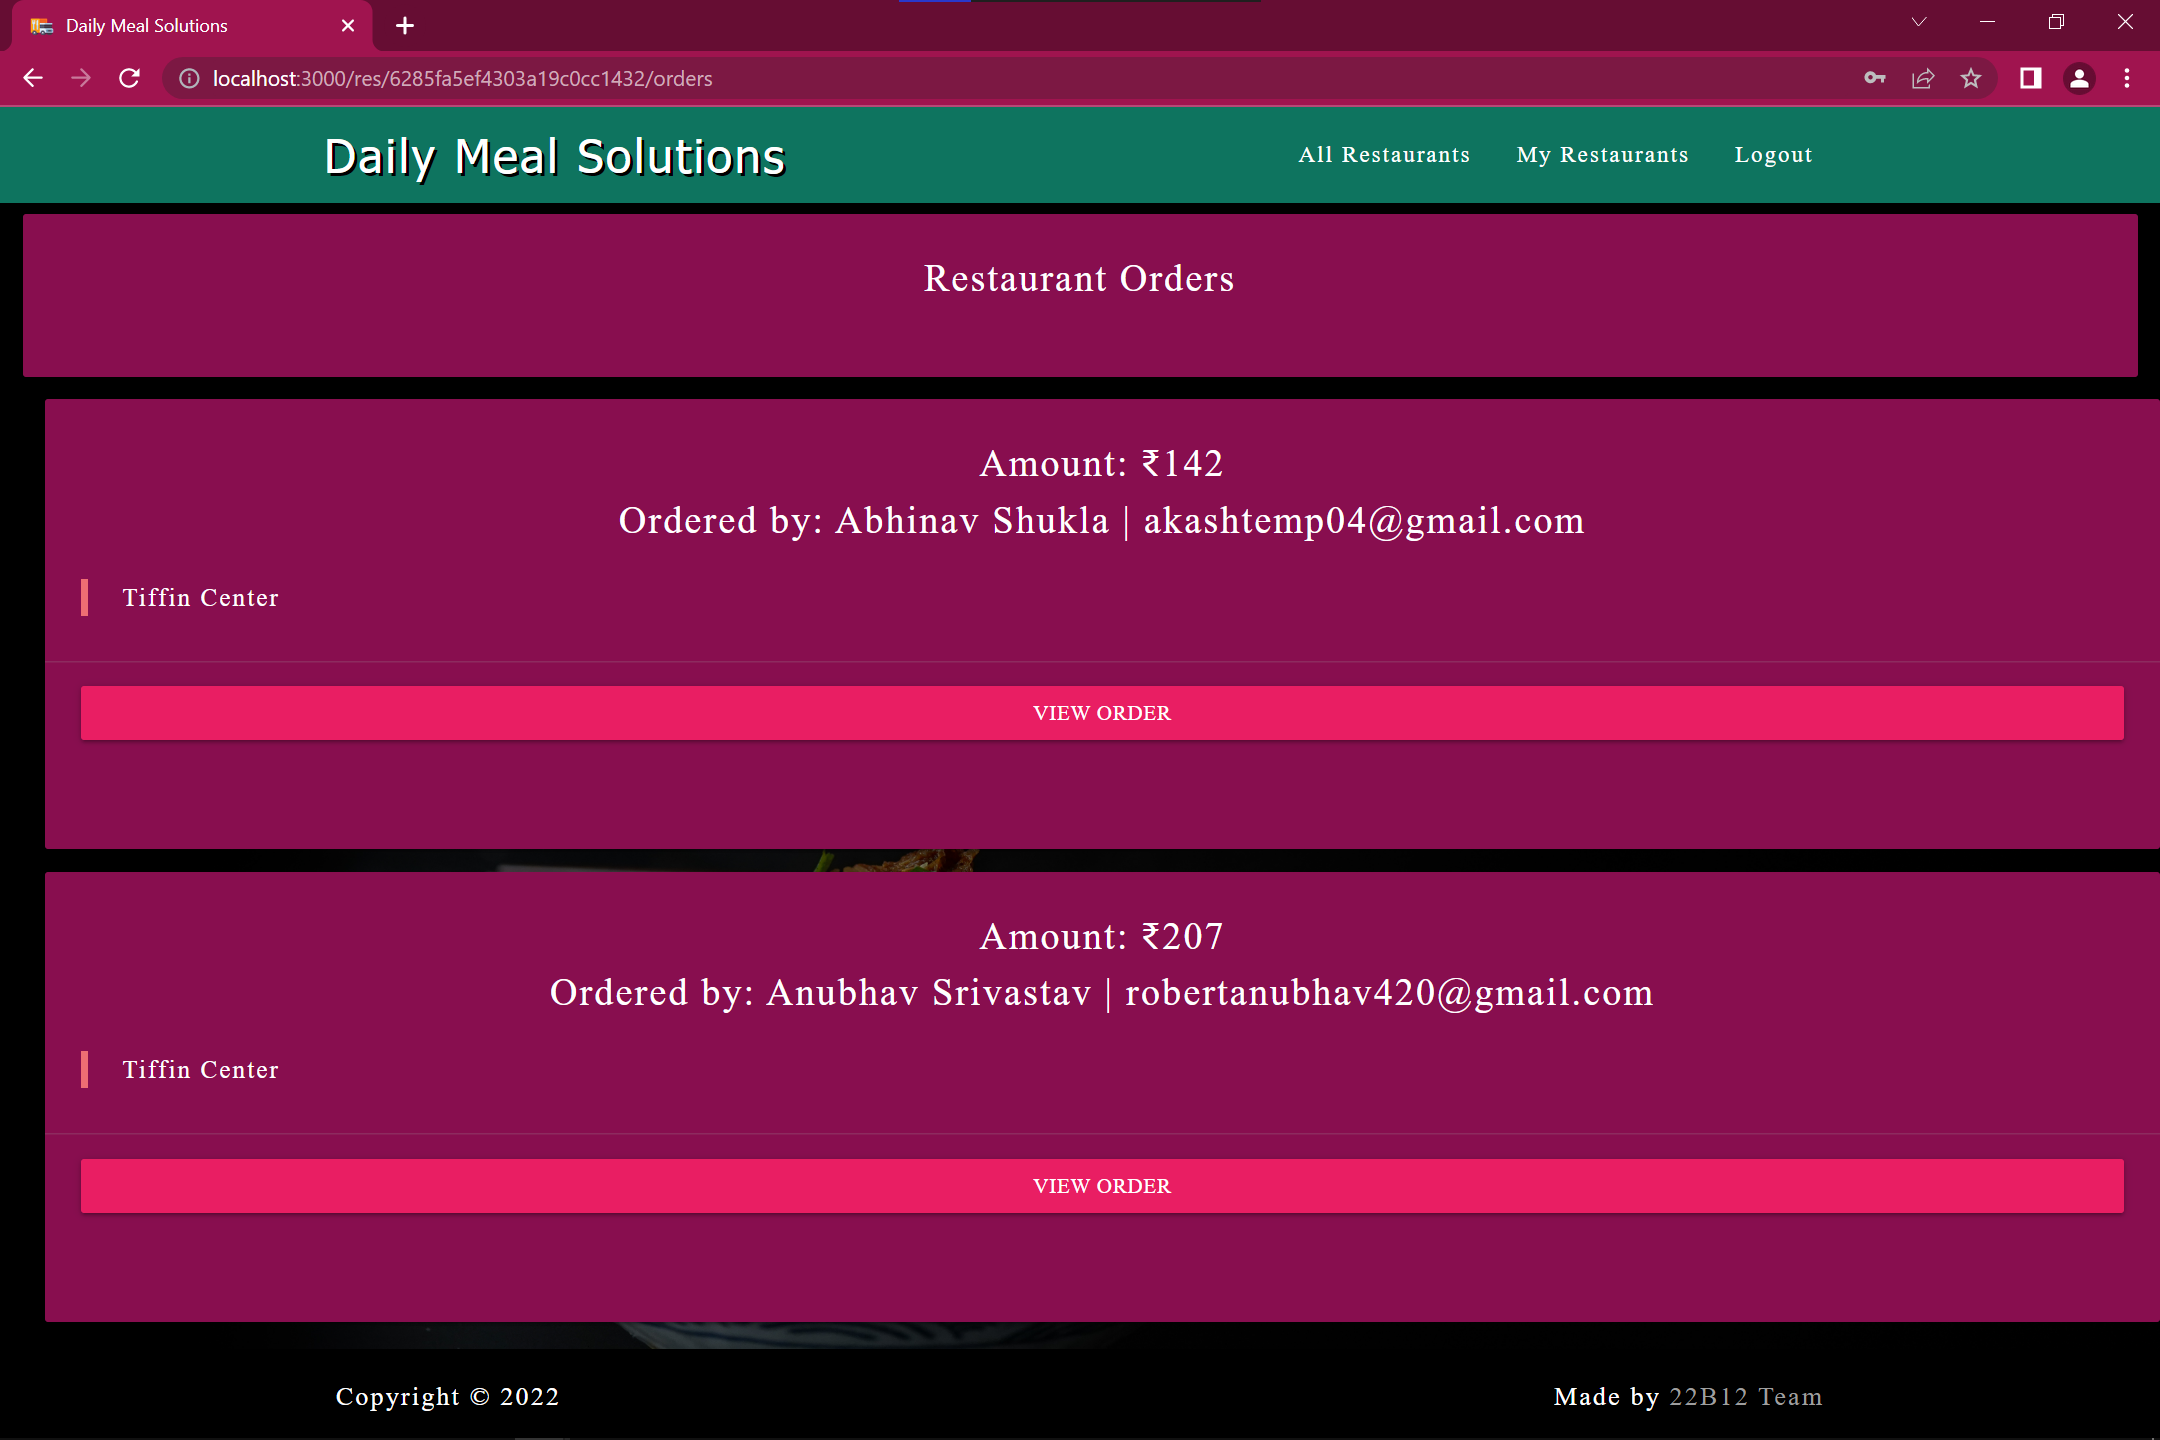 Daily Meal Solutions
localhost:3000/res/6285fa5ef4303a19c0cc1432/orders
Daily Meal Solutions
All Restaurants My Restaurants Logout
Restaurant Orders
Amount: ₹142
Ordered by: Abhinav Shukla | akashtemp04@gmail.com
Tiffin Center
VIEW ORDER
Amount: ₹207
Ordered by: Anubhav Srivastav | robertanubhav420@gmail.com
Tiffin Center
VIEW ORDER
Copyright © 2022 Made by 22B12 Team